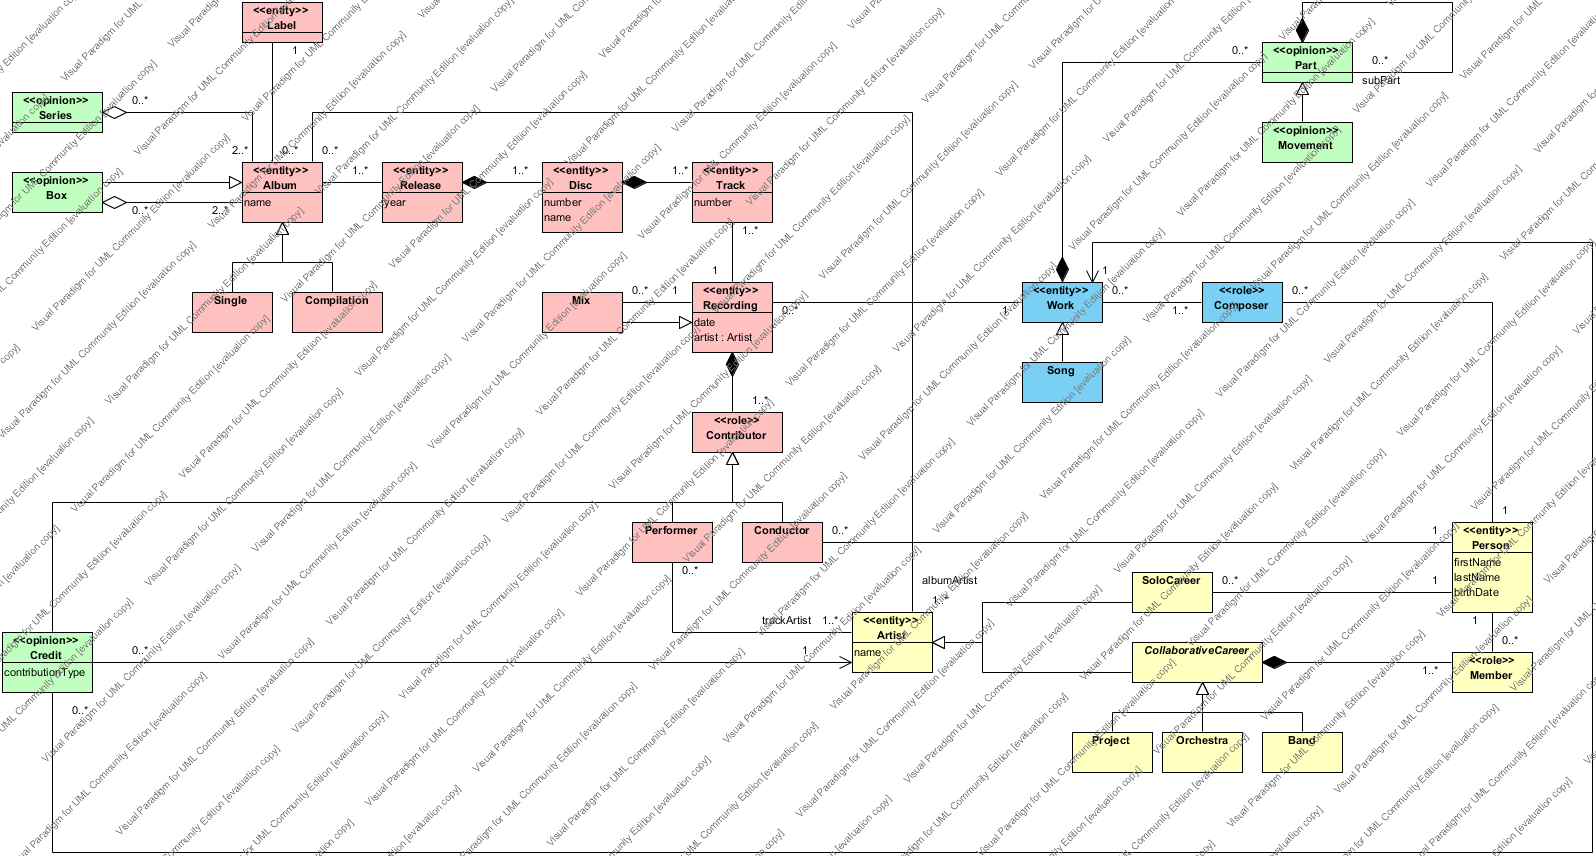 <<entity>>
Label
1
<<opinion>>
Series
0..*
2..*
0..*
0..*
<<opinion>>
Box
0..*
2..*
<<entity>>
Album
name
1..*
<<entity>>
Release
year
1..*
<<entity>>
Disc
number
name
1..*
<<entity>>
Track
number
1..*
1
Single
Compilation
Mix
0..*
1
<<entity>>
Recording
date
artist : Artist
0..*
1
1..*
<<role>>
Contributor
<<opinion>>
Part
0..*
0..*
subPart
<<opinion>>
Movement
1
<<entity>>
Work
0..*
1..*
<<role>>
Composer
0..*
Song
Performer
0..*
Conductor
0..*
1
1
<<entity>>
Person
firstName
lastName
birthDate
1
1
SoloCareer
0..*
albumArtist
1..*
trackArtist
1..*
<<entity>>
Artist
name
1
<<opinion>>
Credit
contributionType
0..*
0..*
CollaborativeCareer
1..*
0..*
<<role>>
Member
Project
Orchestra
Band
Visual Paradigm for UML Community Edition [evaluation copy]